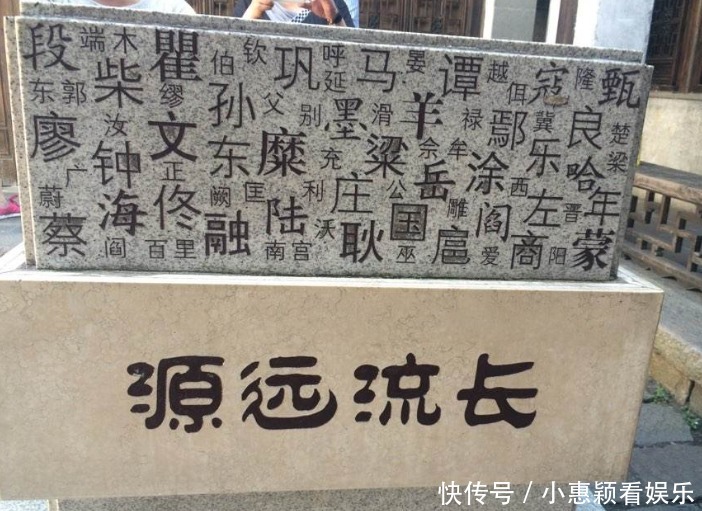 段 端木 瞿 伯 钦 巩 呼延 马 晏 谭 越 寇 隆 甄
东郭 柴 缪 孙 父 别 墨 滑 羊 禄 佴 冀 良 楚
廖 汝 文 东 糜 充 粱 佘 牟 鄢 乐 哈 梁
广 钟 正 阙 匡 利 庄 公 岳 涂 西 左 晋 年
蔚 海 佟 融 陆 沃 国 雕 阎
蔡 阎 百里 南宫 耿 巫 扈 爱 商 阳 蒙
源远流长
快传号 / 小惠颖看娱乐